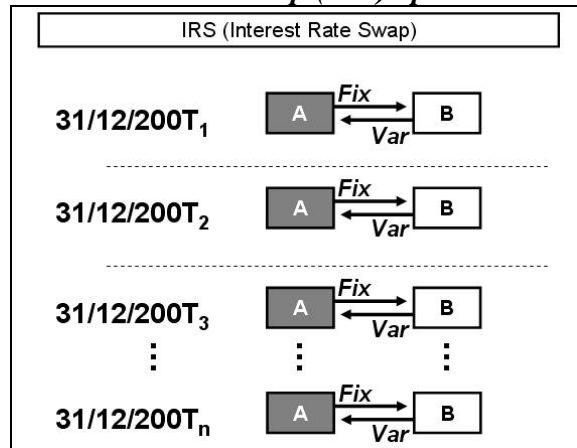 IRS (Interest Rate Swap)
Fix
31/12/200T₁ A B
Var
Fix
31/12/200T₂ A B
Var
Fix
31/12/200T₃ A B
Var
Fix
31/12/200Tₙ A B
Var